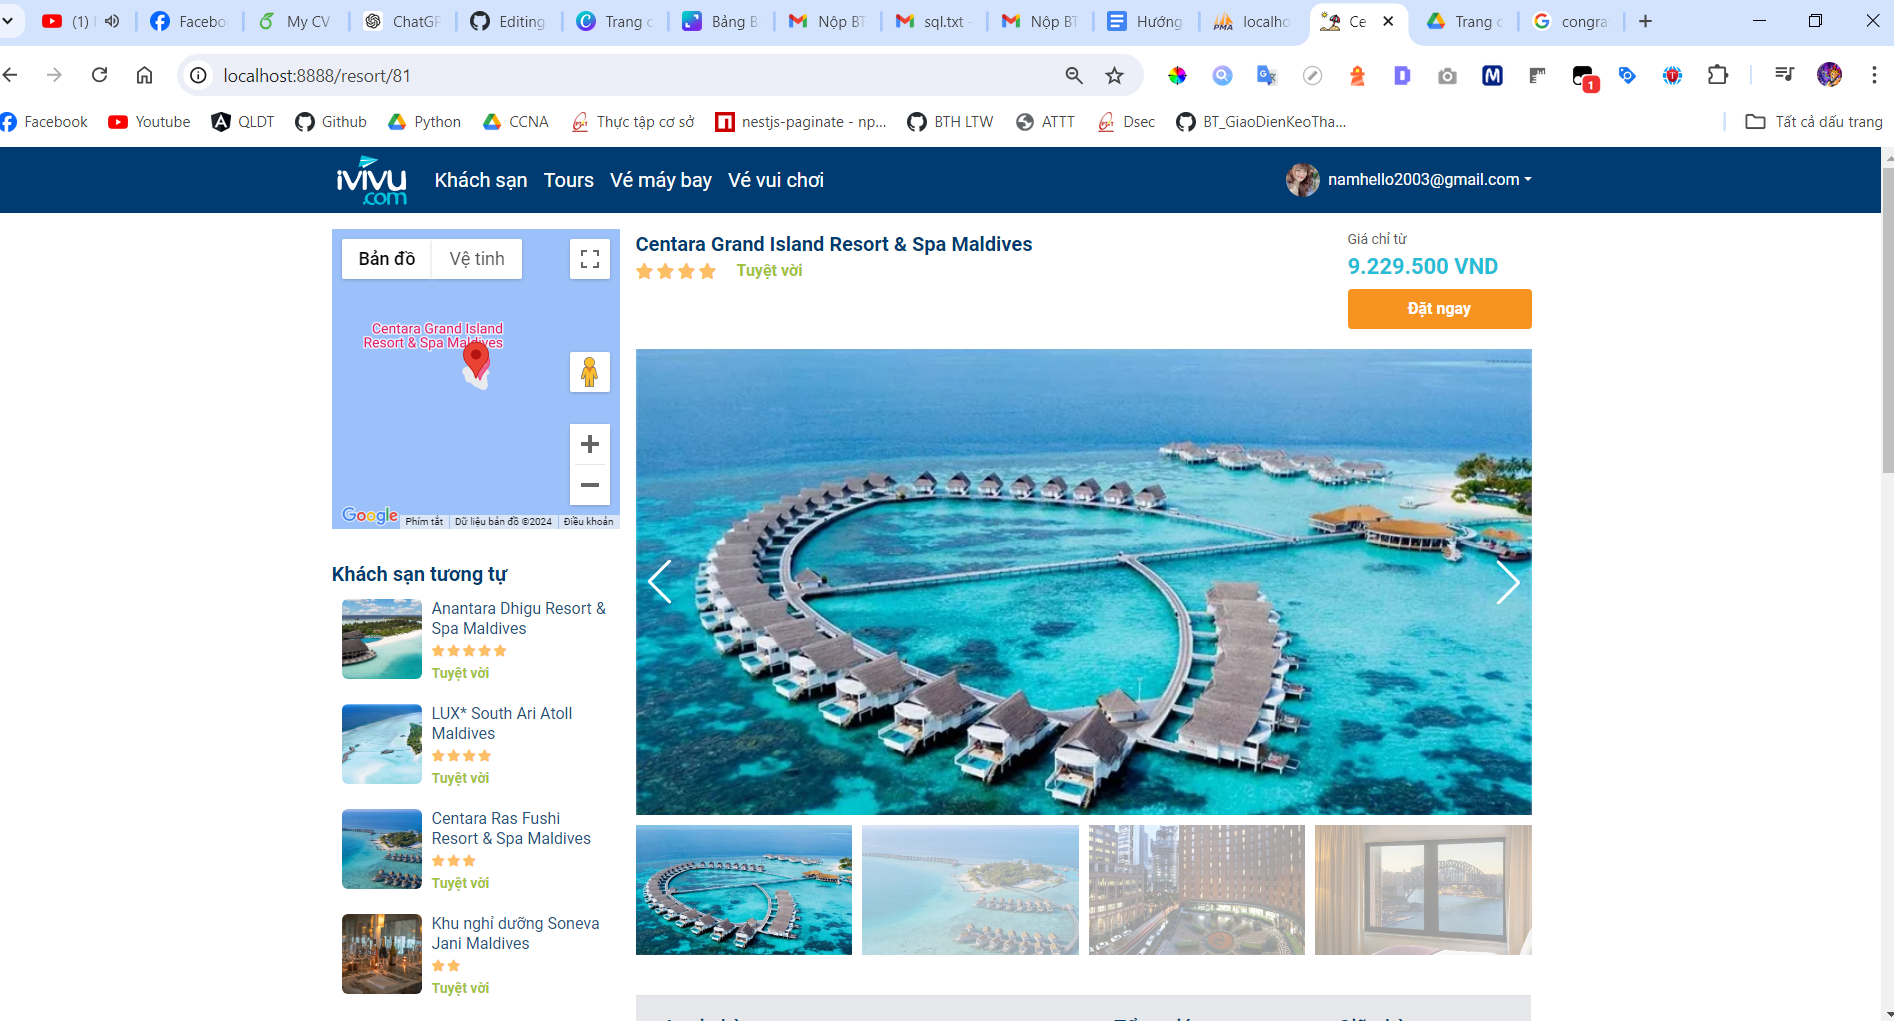 (1)
Facebo
My CV
ChatGF
Editing
Trang c
Bảng B
Nộp BT
sql.txt -
Nộp BT
Hướng
localho
Ce
Trang c
congra
localhost:8888/resort/81
1
Facebook
Youtube
QLDT
Github
Python
CCNA
Thực tập cơ sở
nestjs-paginate - np...
BTH LTW
ATTT
Dsec
BT_GiaoDienKeoTha...
Tất cả dấu trang
iVIVU
.com
Khách sạn
Tours
Vé máy bay
Vé vui chơi
namhello2003@gmail.com
Bản đồ
Vệ tinh
Centara Grand Island
Resort & Spa Maldives
Google
Phím tắt
Dữ liệu bản đồ ©2024
Điều khoản
Centara Grand Island Resort & Spa Maldives
Tuyệt vời
Giá chỉ từ
9.229.500 VND
Đặt ngay
Khách sạn tương tự
Anantara Dhigu Resort &
Spa Maldives
Tuyệt vời
LUX* South Ari Atoll
Maldives
Tuyệt vời
Centara Ras Fushi
Resort & Spa Maldives
Tuyệt vời
Khu nghỉ dưỡng Soneva
Jani Maldives
Tuyệt vời